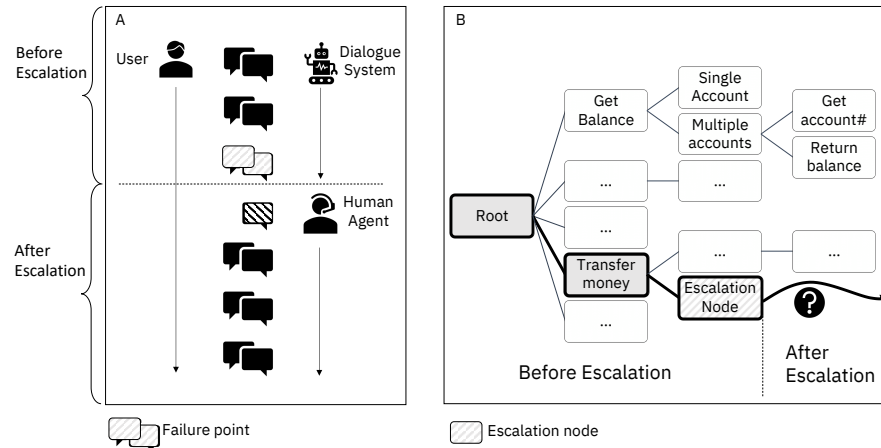 A
Before
Escalation
User
Dialogue
System
After
Escalation
Human
Agent
Failure point
B
Root
Get
Balance
Single
Account
Multiple
accounts
Get
account#
Return
balance
...
...
...
Transfer
money
...
...
Escalation
Node
?
...
Before Escalation
After
Escalation
Escalation node